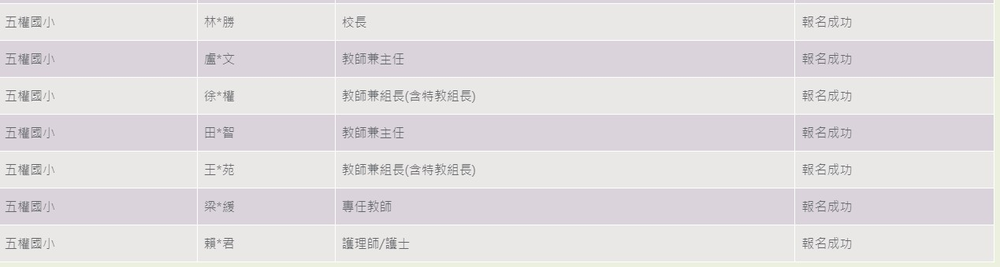 五權國小 林*勝 校長 報名成功
五權國小 盧*文 教師兼主任 報名成功
五權國小 徐*權 教師兼組長(含特教組長) 報名成功
五權國小 田*智 教師兼主任 報名成功
五權國小 王*苑 教師兼組長(含特教組長) 報名成功
五權國小 梁*緩 專任教師 報名成功
五權國小 賴*君 護理師/護士 報名成功